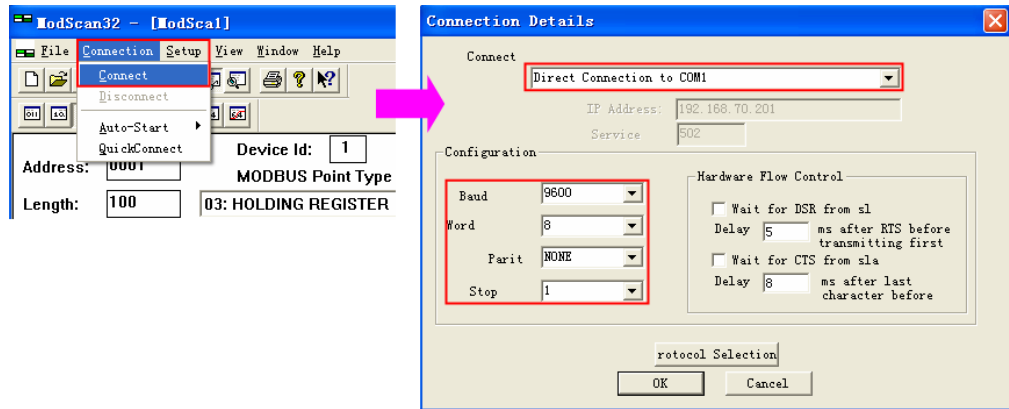 ModScan32 - [ModSca1]
File Connection Setup View Window Help
Connect
Disconnect
Auto-Start
QuickConnect
Device Id: 1
Address: 0001
MODBUS Point Type
Length: 100
03: HOLDING REGISTER
Connection Details
Connect
Direct Connection to COM1
IP Address: 192.168.70.201
Service 502
Configuration
Baud 9600
Word 8
Parit NONE
Stop 1
Hardware Flow Control
Wait for DSR from sl
Delay 5 ms after RTS before
transmitting first
Wait for CTS from sla
Delay 8 ms after last
character before
rotocol Selection
OK Cancel